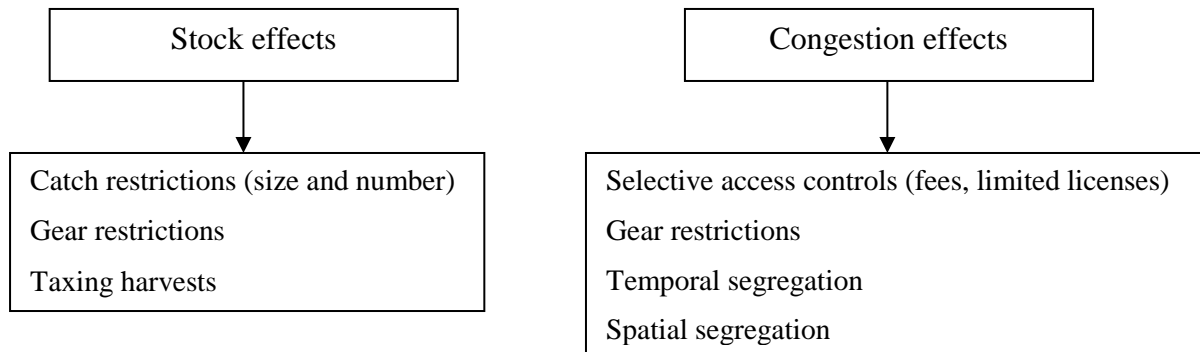 Stock effects
Catch restrictions (size and number)
Gear restrictions
Taxing harvests
Congestion effects
Selective access controls (fees, limited licenses)
Gear restrictions
Temporal segregation
Spatial segregation